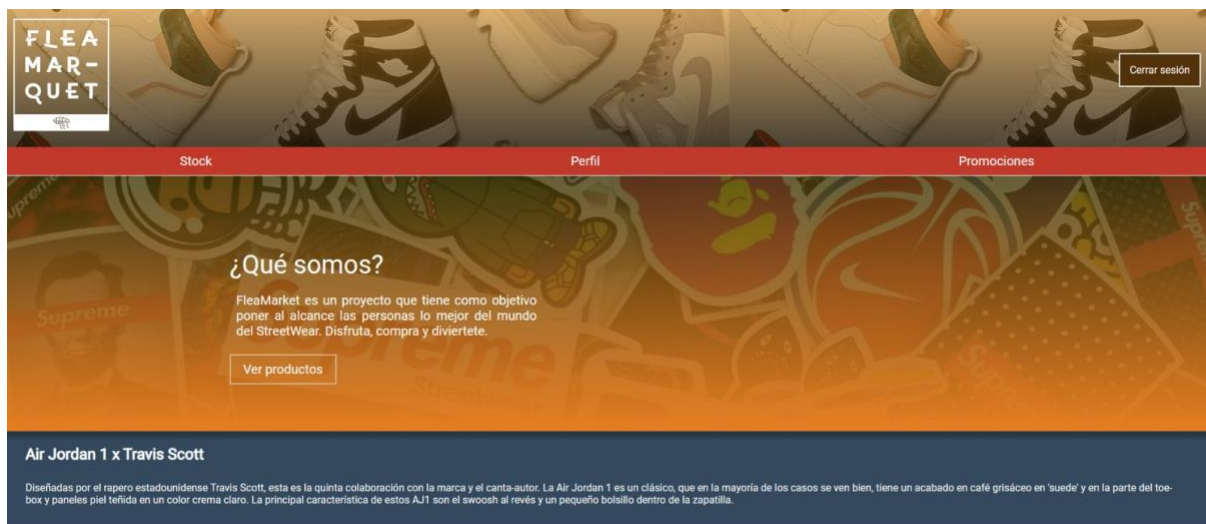 FLEA
MAR-
QUET
Cerrar sesión
Stock
Perfil
Promociones
Supreme
Supreme
¿Qué somos?
FleaMarket es un proyecto que tiene como objetivo
poner al alcance las personas lo mejor del mundo
del StreetWear. Disfruta, compra y diviertete.
Supreme
Ver productos
Air Jordan 1 x Travis Scott
Diseñadas por el rapero estadounidense Travis Scott, esta es la quinta colaboración con la marca y el canta-autor. La Air Jordan 1 es un clásico, que en la mayoría de los casos se ven bien, tiene un acabado en café grisáceo en 'suede' y en la parte del toe-
box y paneles piel teñida en un color crema claro. La principal característica de estos AJ1 son el swoosh al revés y un pequeño bolsillo dentro de la zapatilla.